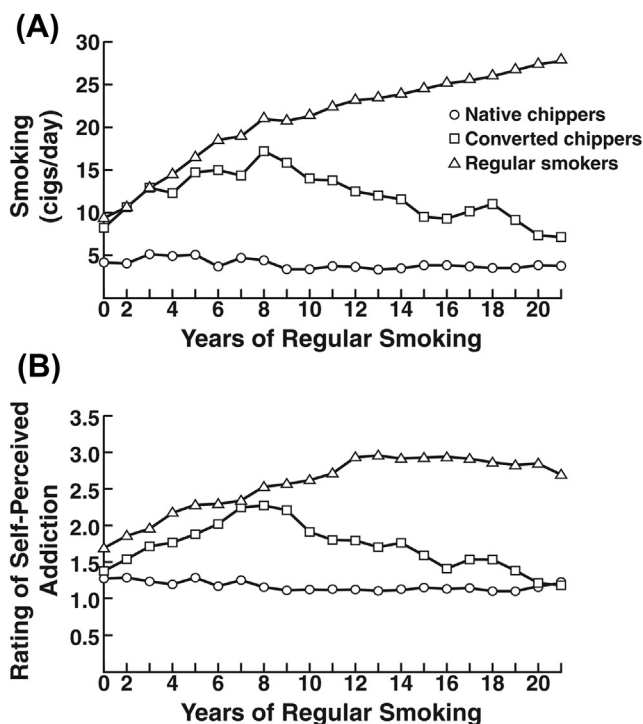 (A)
30
25
20
15
10
5
Smoking
(cigs/day)
Native chippers
Converted chippers
Regular smokers
0 2 4 6 8 10 12 14 16 18 20
Years of Regular Smoking
(B)
3.5
3.0
2.5
2.0
1.5
1.0
0.5
Rating of Self-Perceived
Addiction
0 2 4 6 8 10 12 14 16 18 20
Years of Regular Smoking